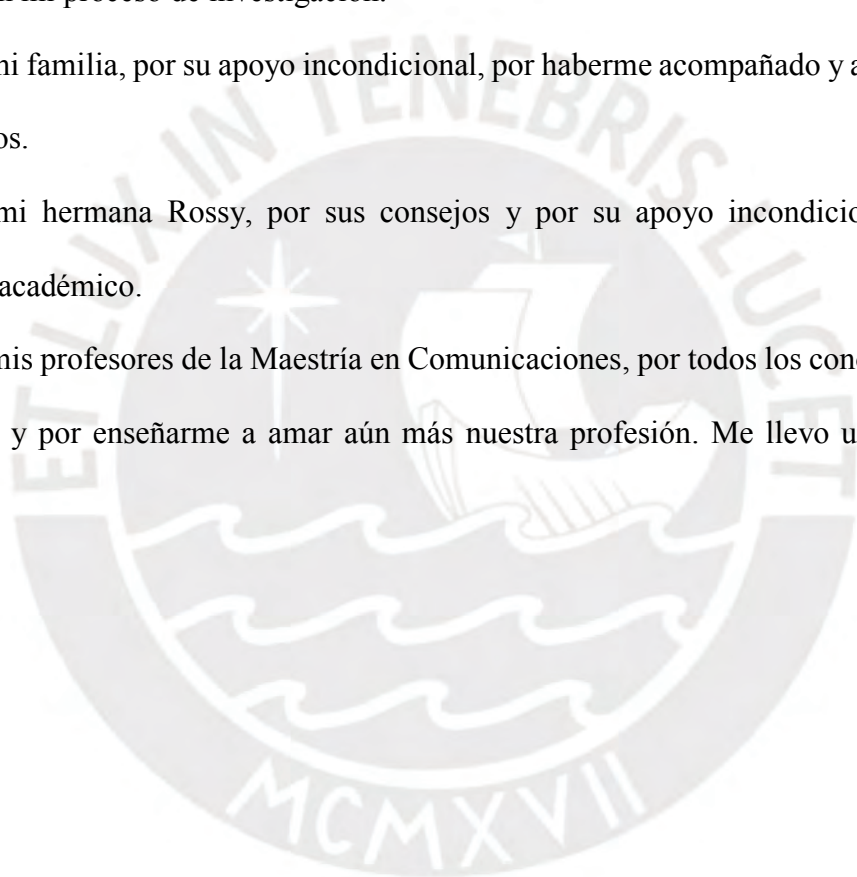 mi proceso de investigación.
mi familia, por su apoyo incondicional, por haberme acompañado y a
os.
mi hermana Rossy, por sus consejos y por su apoyo incondicio
académico.
mis profesores de la Maestría en Comunicaciones, por todos los con
y por enseñarme a amar aún más nuestra profesión. Me llevo u
ET LUX IN TENEBRIS LUCET
MCMXVII